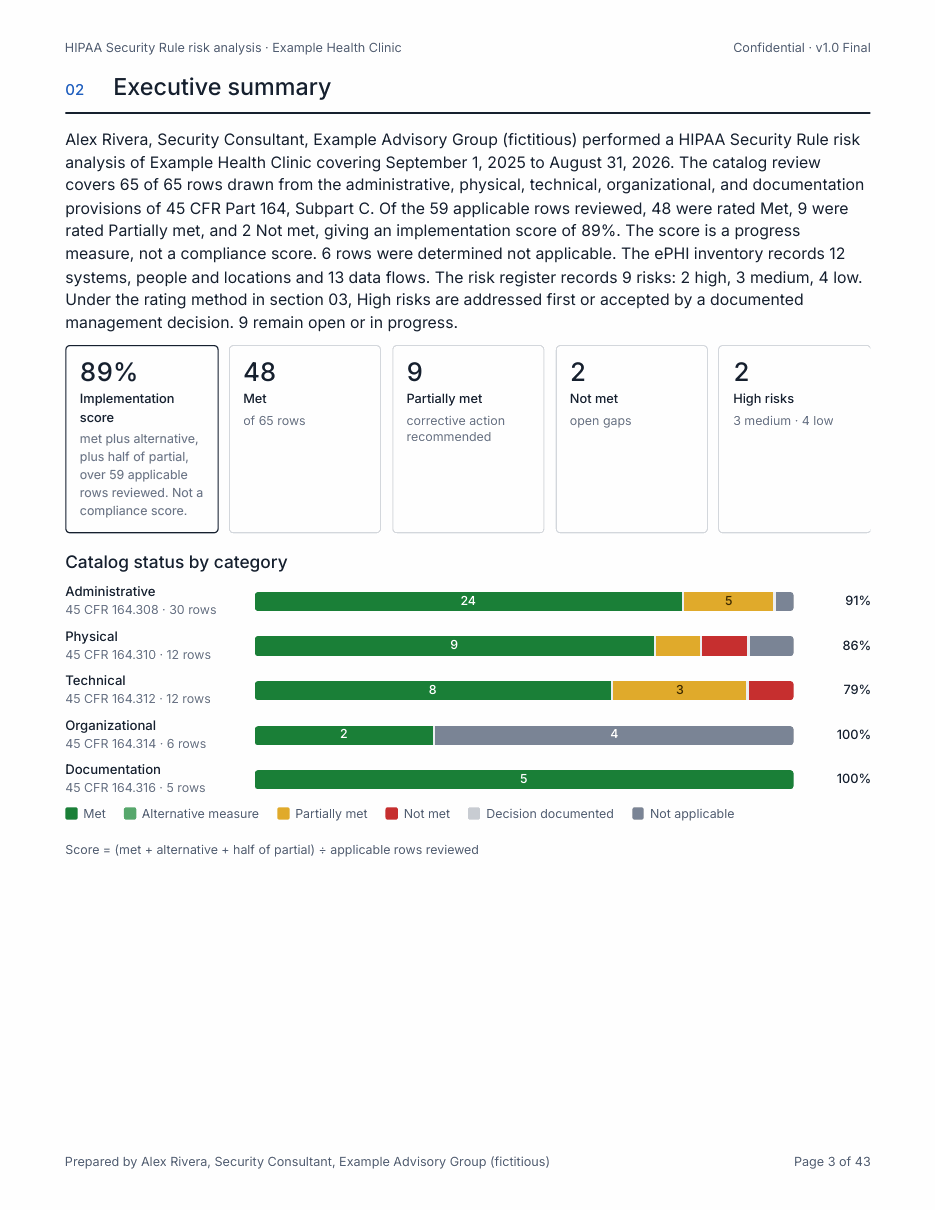 HIPAA Security Rule risk analysis · Example Health Clinic
Confidential · v1.0 Final
02 Executive summary
Alex Rivera, Security Consultant, Example Advisory Group (fictitious) performed a HIPAA Security Rule risk
analysis of Example Health Clinic covering September 1, 2025 to August 31, 2026. The catalog review
covers 65 of 65 rows drawn from the administrative, physical, technical, organizational, and documentation
provisions of 45 CFR Part 164, Subpart C. Of the 59 applicable rows reviewed, 48 were rated Met, 9 were
rated Partially met, and 2 Not met, giving an implementation score of 89%. The score is a progress
measure, not a compliance score. 6 rows were determined not applicable. The ePHI inventory records 12
systems, people and locations and 13 data flows. The risk register records 9 risks: 2 high, 3 medium, 4 low.
Under the rating method in section 03, High risks are addressed first or accepted by a documented
management decision. 9 remain open or in progress.
89%
Implementation
score
met plus alternative,
plus half of partial,
over 59 applicable
rows reviewed. Not a
compliance score.
48
Met
of 65 rows
9
Partially met
corrective action
recommended
2
Not met
open gaps
2
High risks
3 medium · 4 low
Catalog status by category
Administrative
45 CFR 164.308 · 30 rows
24 5 91%
Physical
45 CFR 164.310 · 12 rows
9 86%
Technical
45 CFR 164.312 · 12 rows
8 3 79%
Organizational
45 CFR 164.314 · 6 rows
2 4 100%
Documentation
45 CFR 164.316 · 5 rows
5 100%
Met Alternative measure Partially met Not met Decision documented Not applicable
Score = (met + alternative + half of partial) ÷ applicable rows reviewed
Prepared by Alex Rivera, Security Consultant, Example Advisory Group (fictitious)
Page 3 of 43